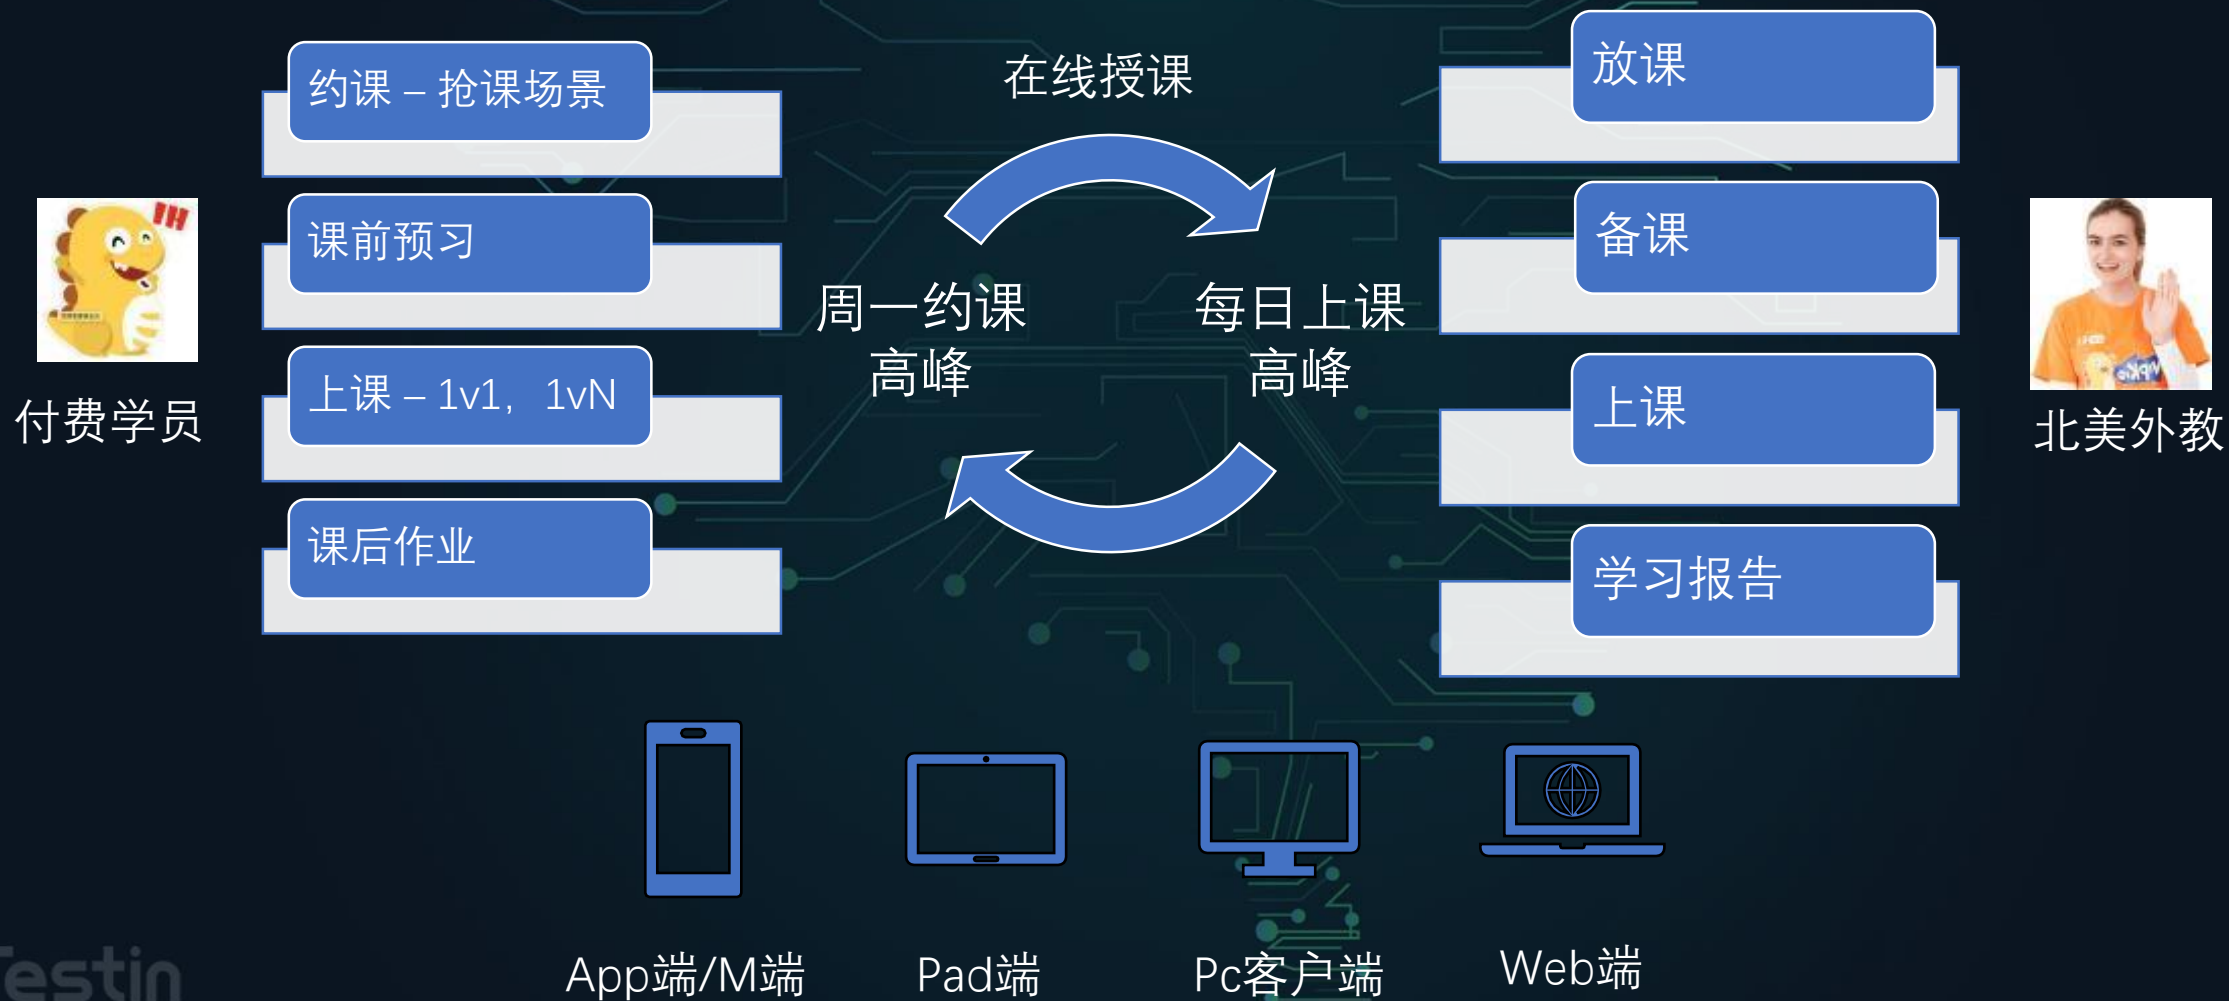 约课 – 抢课场景
课前预习
上课 – 1v1，1vN
课后作业
付费学员
在线授课
周一约课
高峰
每日上课
高峰
放课
备课
上课
学习报告
北美外教
App端/M端
Pad端
Pc客户端
Web端
Testin